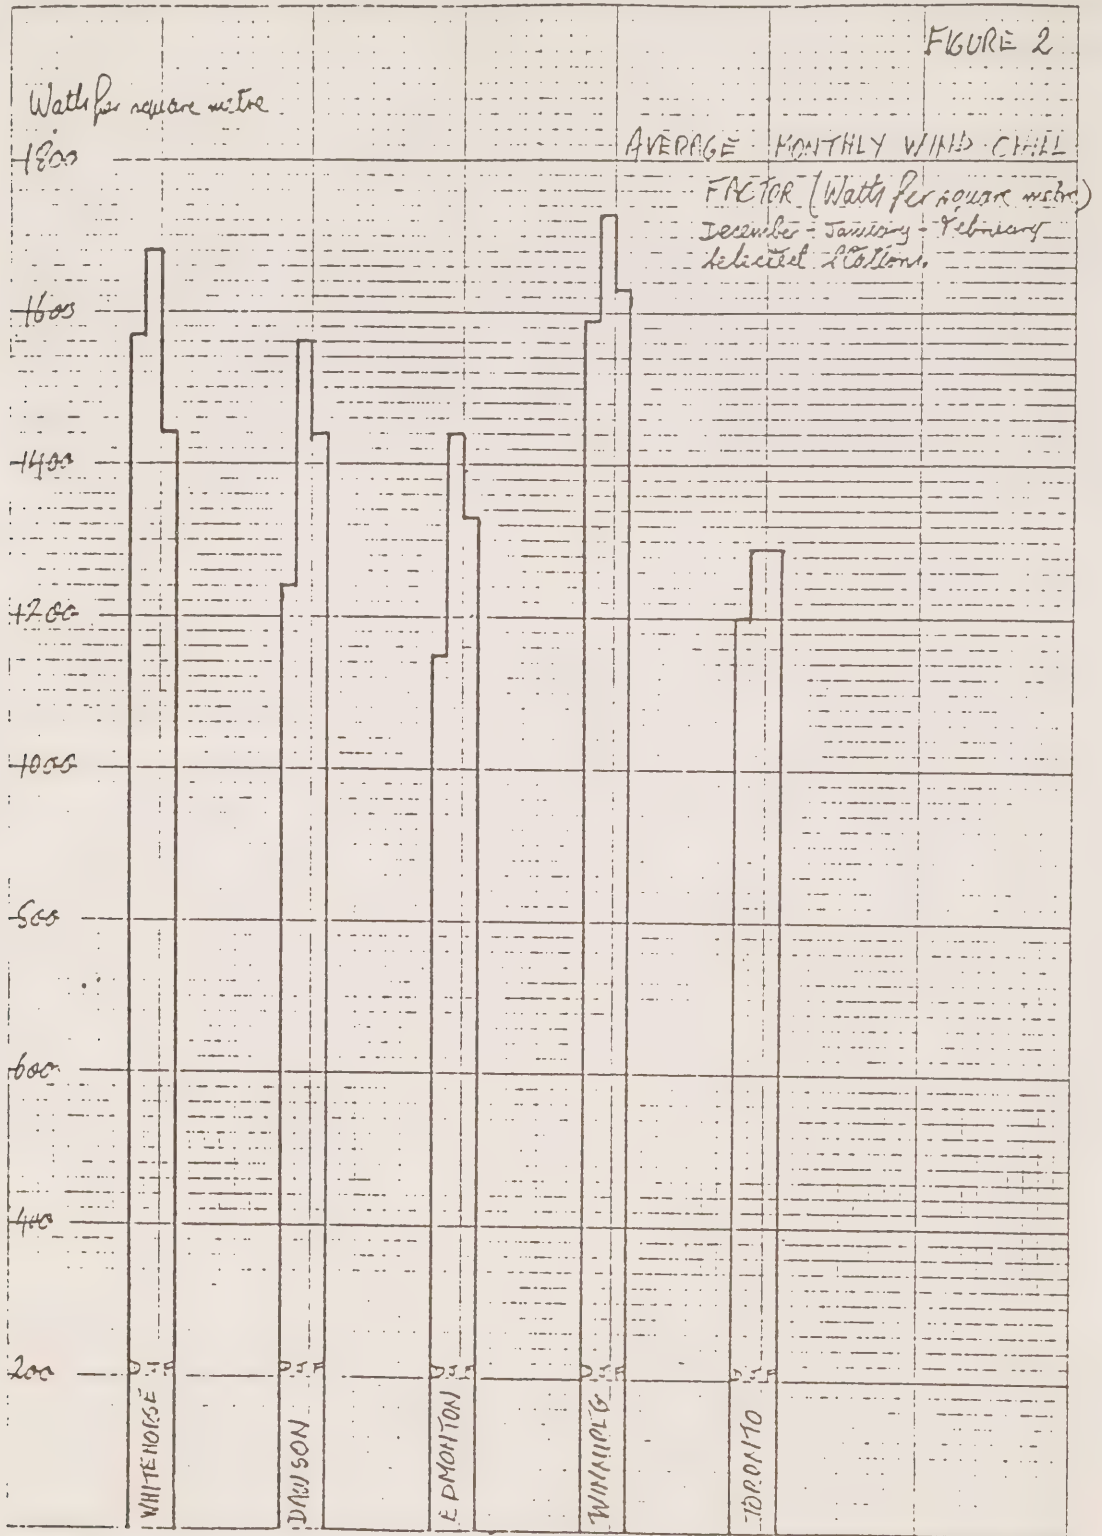 FIGURE 2
Watts per square metre
1800
AVERAGE MONTHLY WIND CHILL
FACTOR (Watts per square metre)
December - January - February
Selected Stations.
1600
1400
1200
1000
800
600
400
200
D J F
D J F
D J F
D J F
D J F
WHITEHORSE
DAWSON
EDMONTON
WINNIPEG
TORONTO